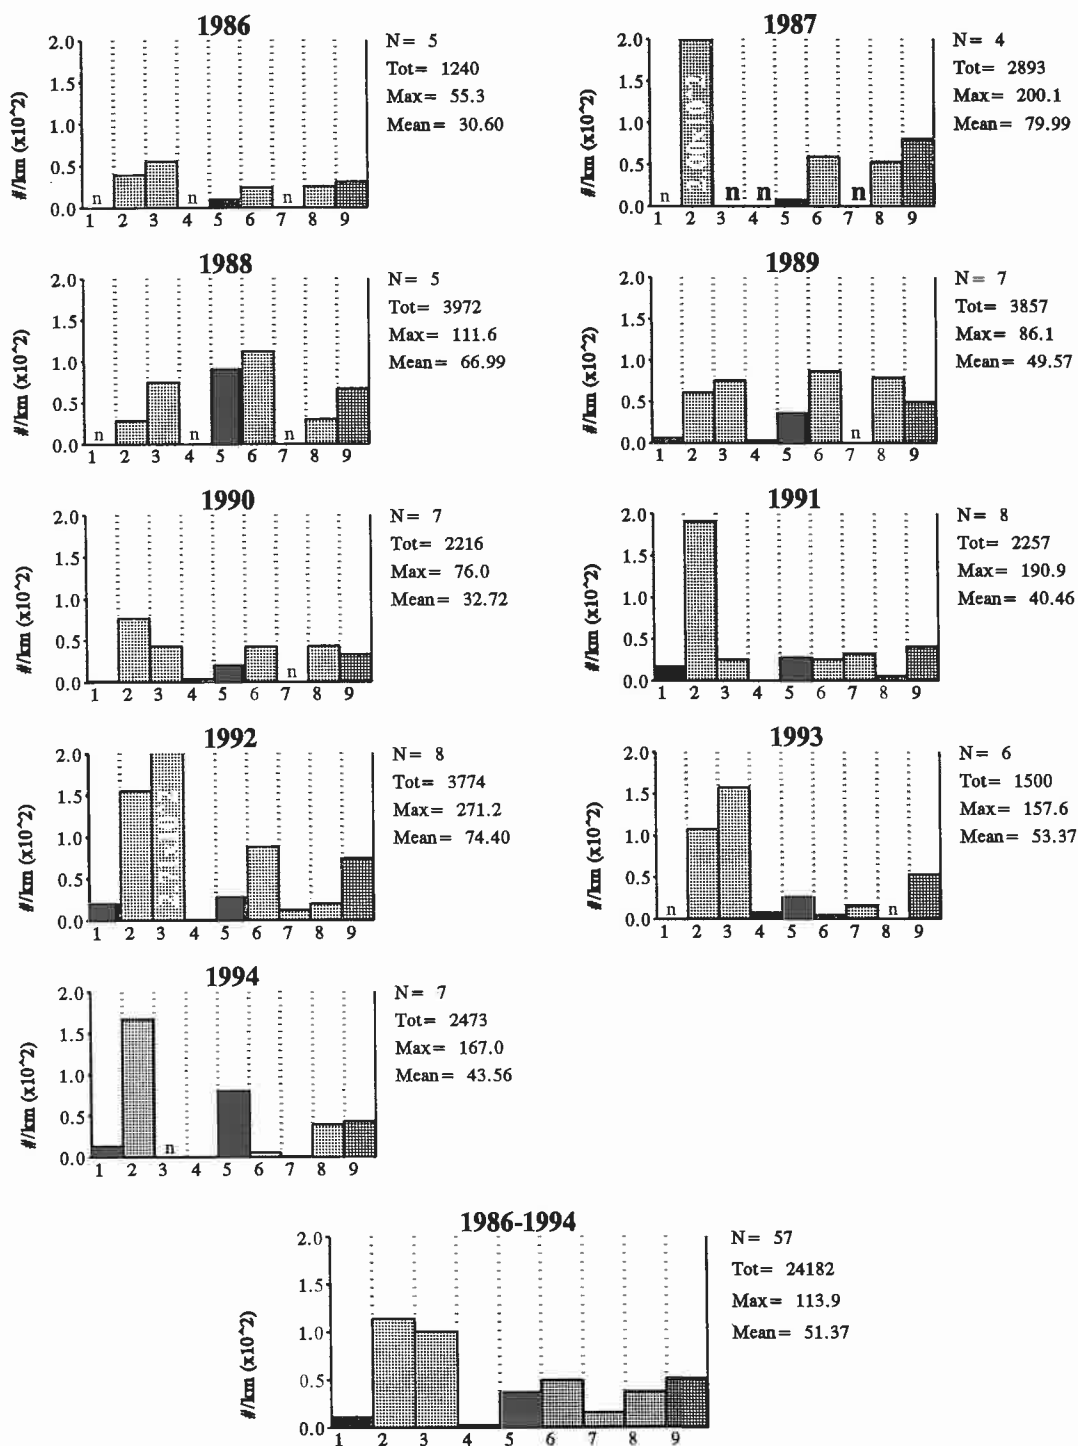 1986
#/km (x10^2)
2.0
1.5
1.0
0.5
0.0
n n n
1 2 3 4 5 6 7 8 9
N= 5
Tot= 1240
Max= 55.3
Mean= 30.60
1987
#/km (x10^2)
2.0
1.5
1.0
0.5
0.0
2.00x10^2
n n n n
1 2 3 4 5 6 7 8 9
N= 4
Tot= 2893
Max= 200.1
Mean= 79.99
1988
#/km (x10^2)
2.0
1.5
1.0
0.5
0.0
n n n
1 2 3 4 5 6 7 8 9
N= 5
Tot= 3972
Max= 111.6
Mean= 66.99
1989
#/km (x10^2)
2.0
1.5
1.0
0.5
0.0
n
1 2 3 4 5 6 7 8 9
N= 7
Tot= 3857
Max= 86.1
Mean= 49.57
1990
#/km (x10^2)
2.0
1.5
1.0
0.5
0.0
n
1 2 3 4 5 6 7 8 9
N= 7
Tot= 2216
Max= 76.0
Mean= 32.72
1991
#/km (x10^2)
2.0
1.5
1.0
0.5
0.0
1 2 3 4 5 6 7 8 9
N= 8
Tot= 2257
Max= 190.9
Mean= 40.46
1992
#/km (x10^2)
2.0
1.5
1.0
0.5
0.0
2.71x10^2
1 2 3 4 5 6 7 8 9
N= 8
Tot= 3774
Max= 271.2
Mean= 74.40
1993
#/km (x10^2)
2.0
1.5
1.0
0.5
0.0
n n
1 2 3 4 5 6 7 8 9
N= 6
Tot= 1500
Max= 157.6
Mean= 53.37
1994
#/km (x10^2)
2.0
1.5
1.0
0.5
0.0
n
1 2 3 4 5 6 7 8 9
N= 7
Tot= 2473
Max= 167.0
Mean= 43.56
1986-1994
#/km (x10^2)
2.0
1.5
1.0
0.5
0.0
1 2 3 4 5 6 7 8 9
N= 57
Tot= 24182
Max= 113.9
Mean= 51.37